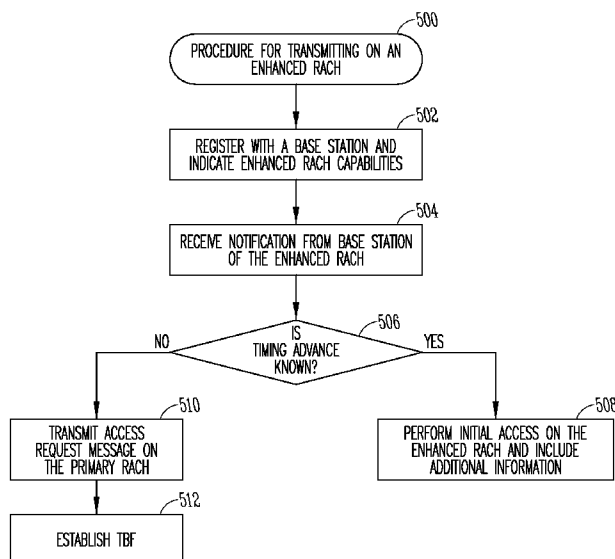 500
PROCEDURE FOR TRANSMITTING ON AN
ENHANCED RACH
502
REGISTER WITH A BASE STATION AND
INDICATE ENHANCED RACH CAPABILITIES
504
RECEIVE NOTIFICATION FROM BASE STATION
OF THE ENHANCED RACH
506
IS
TIMING ADVANCE
KNOWN?
NO
YES
510
TRANSMIT ACCESS
REQUEST MESSAGE ON
THE PRIMARY RACH
508
PERFORM INITIAL ACCESS ON THE
ENHANCED RACH AND INCLUDE
ADDITIONAL INFORMATION
512
ESTABLISH TBF